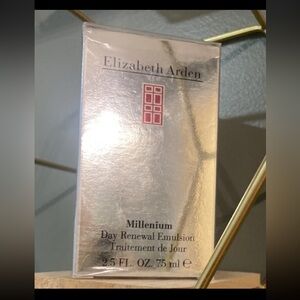 Elizabeth Arden
Millenium
Day Renewal Emulsion
Traitement de Jour
2.5 FL. OZ. 75 ml ℮